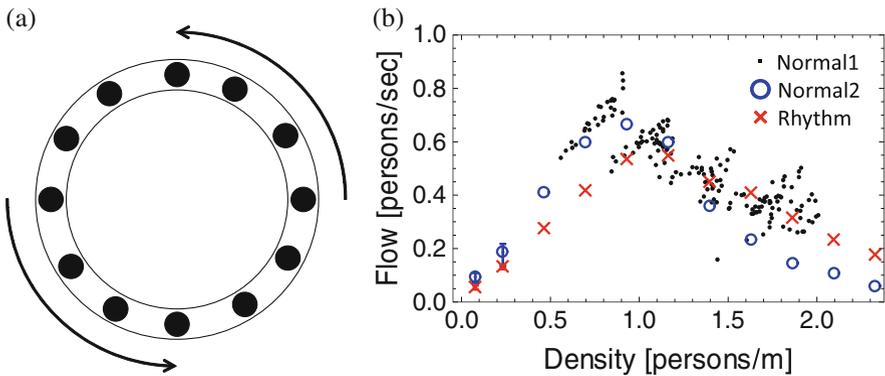 (a)
(b)
Flow [persons/sec]
1.0
0.8
0.6
0.4
0.2
0.0
Normal1
Normal2
Rhythm
0.0 0.5 1.0 1.5 2.0
Density [persons/m]